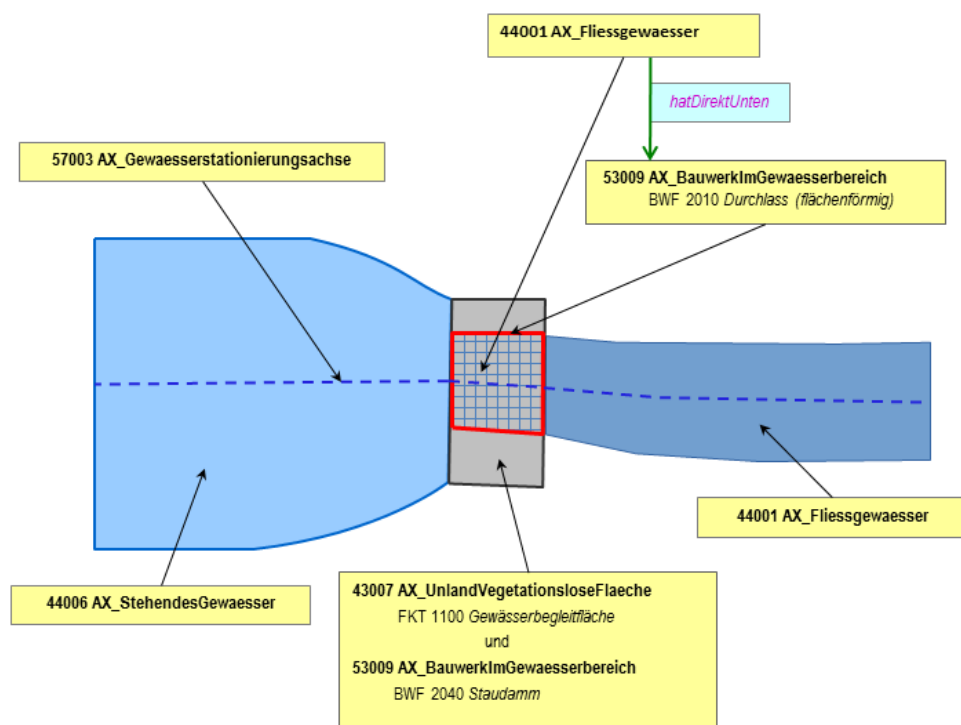 44001 AX_Fliessgewaesser
hatDirektUnten
57003 AX_Gewaesserstationierungsachse
53009 AX_BauwerkImGewaesserbereich
BWF 2010 Durchlass (flächenförmig)
44001 AX_Fliessgewaesser
44006 AX_StehendesGewaesser
43007 AX_UnlandVegetationsloseFlaeche
FKT 1100 Gewässerbegleitfläche
und
53009 AX_BauwerkImGewaesserbereich
BWF 2040 Staudamm